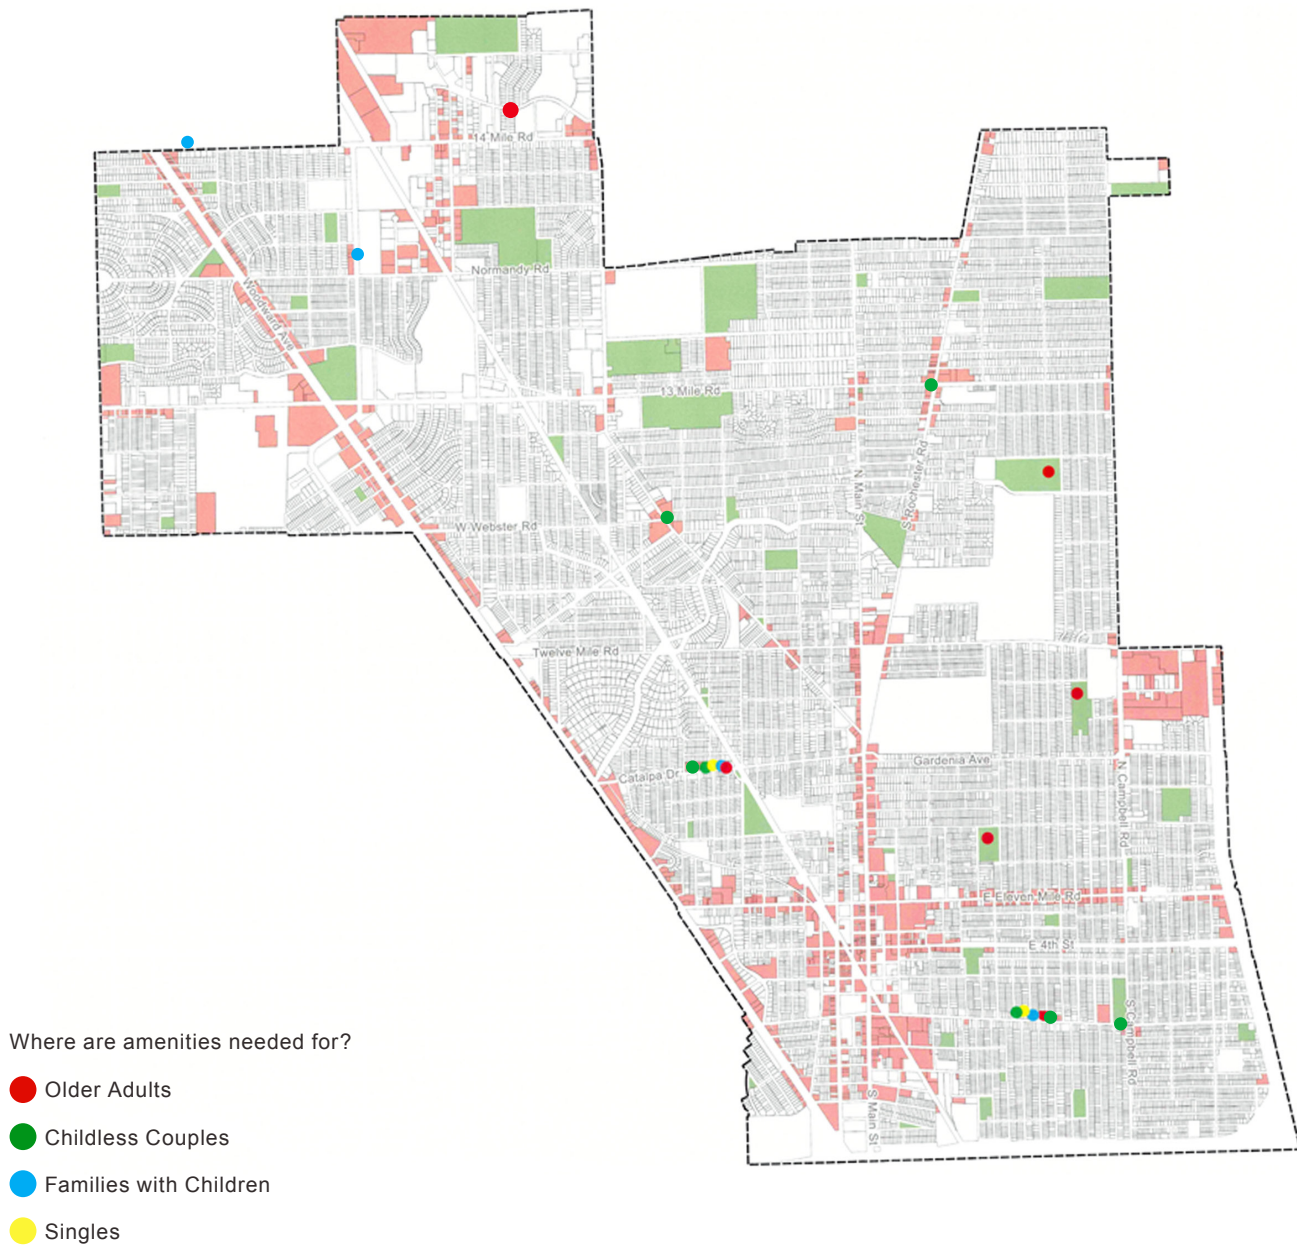 14 Mile Rd
Normandy Rd
Woodward Ave
13 Mile Rd
N Main St
S Rochester Rd
W Webster Rd
Twelve Mile Rd
Gardenia Ave
Catalpa Dr
N Campbell Rd
E Eleven Mile Rd
E 4th St
S Campbell Rd
S Main St
Where are amenities needed for?
Older Adults
Childless Couples
Families with Children
Singles